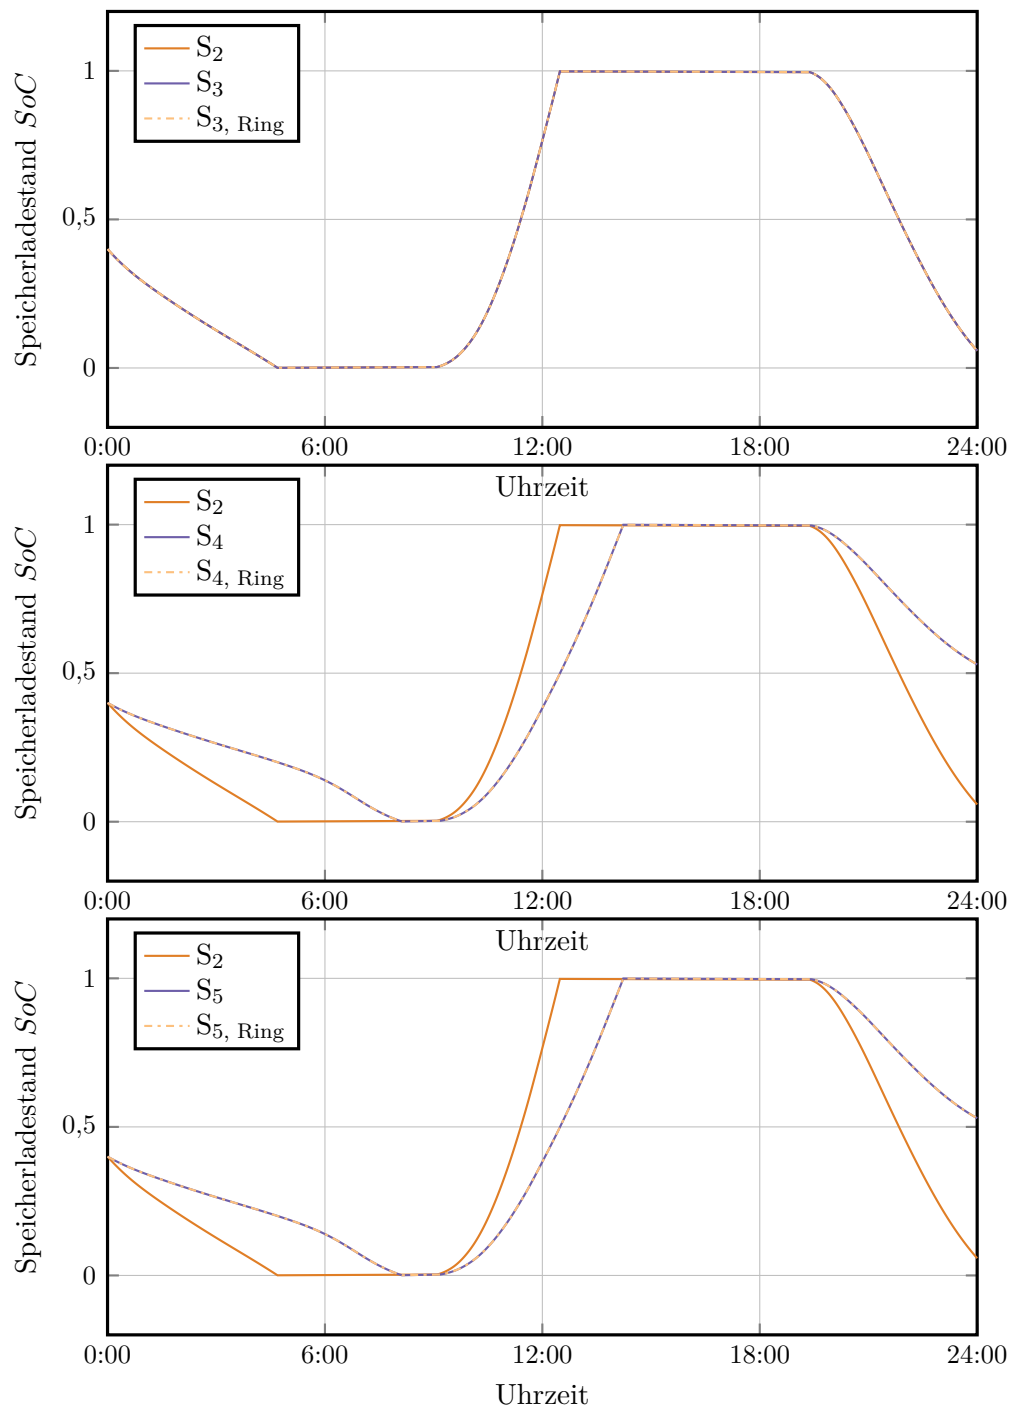 S2
S3
S3, Ring
1
0,5
0
Speicherladestand SoC
0:00 6:00 12:00 18:00 24:00
Uhrzeit
S2
S4
S4, Ring
1
0,5
0
Speicherladestand SoC
0:00 6:00 12:00 18:00 24:00
Uhrzeit
S2
S5
S5, Ring
1
0,5
0
Speicherladestand SoC
0:00 6:00 12:00 18:00 24:00
Uhrzeit